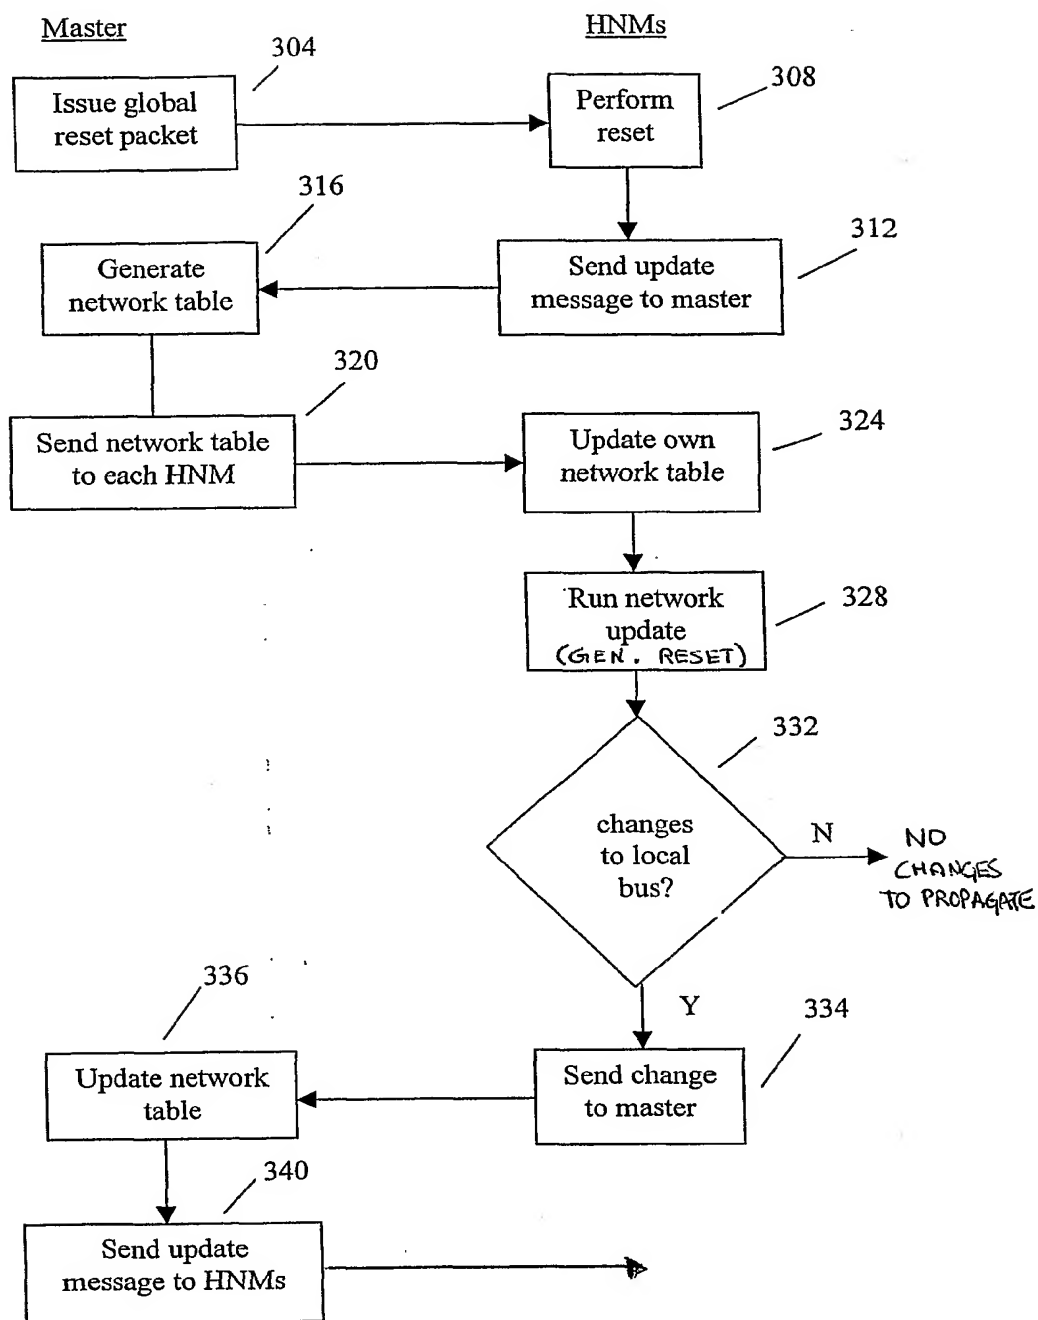 Master
HNMs
304
308
Issue global
reset packet
Perform
reset
316
312
Generate
network table
Send update
message to master
320
324
Send network table
to each HNM
Update own
network table
328
Run network
update
(GEN. RESET)
332
changes
to local
bus?
N
NO
CHANGES
TO PROPAGATE
336
Y
334
Update network
table
Send change
to master
340
Send update
message to HNMs